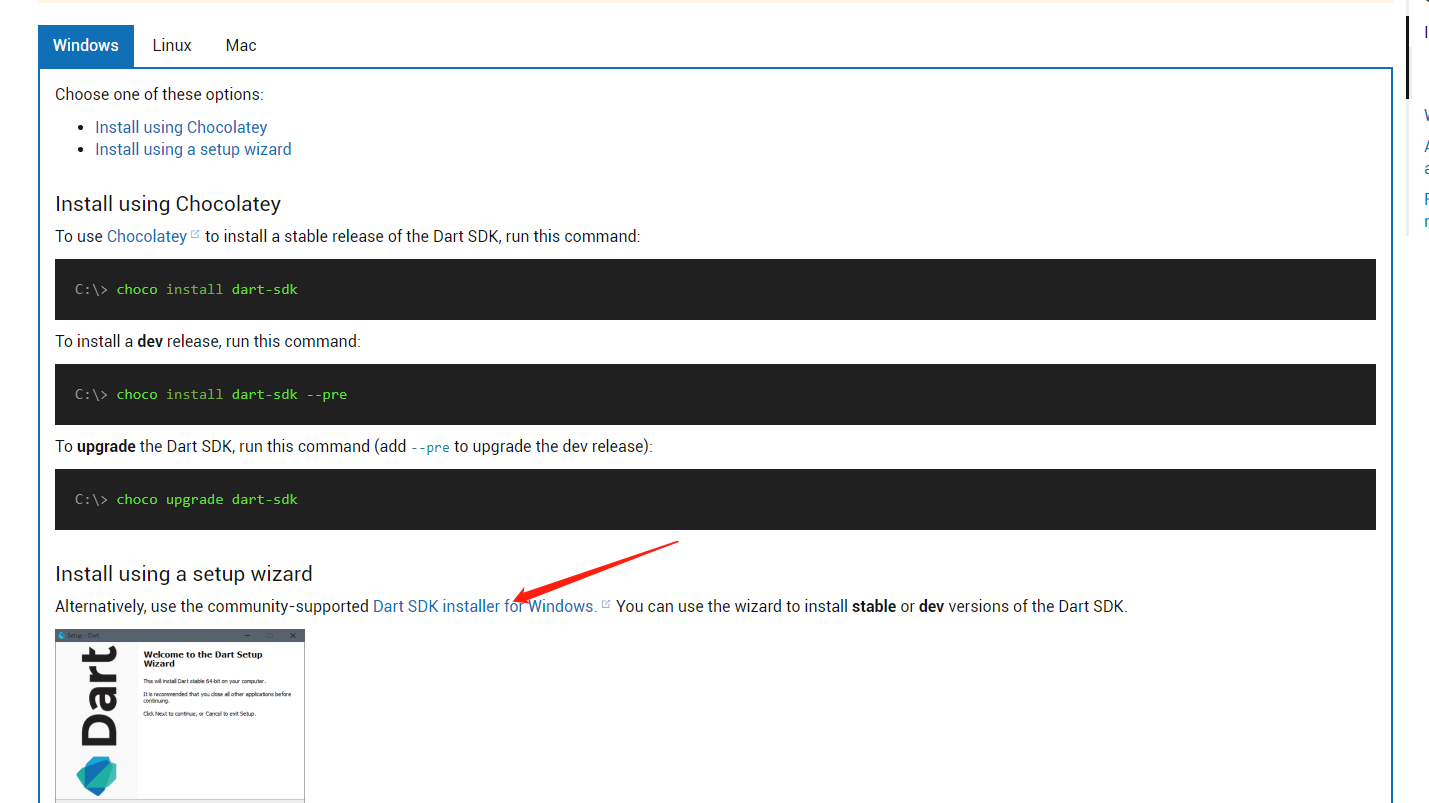 Windows Linux Mac
Choose one of these options:
Install using Chocolatey
Install using a setup wizard
Install using Chocolatey
To use Chocolatey to install a stable release of the Dart SDK, run this command:
C:\> choco install dart-sdk
To install a dev release, run this command:
C:\> choco install dart-sdk --pre
To upgrade the Dart SDK, run this command (add --pre to upgrade the dev release):
C:\> choco upgrade dart-sdk
Install using a setup wizard
Alternatively, use the community-supported Dart SDK installer for Windows. You can use the wizard to install stable or dev versions of the Dart SDK.
Setup - Dart
Dart
Welcome to the Dart Setup
Wizard
This will install Dart stable 64-bit on your computer.
It is recommended that you close all other applications before
continuing.
Click Next to continue, or Cancel to exit Setup.